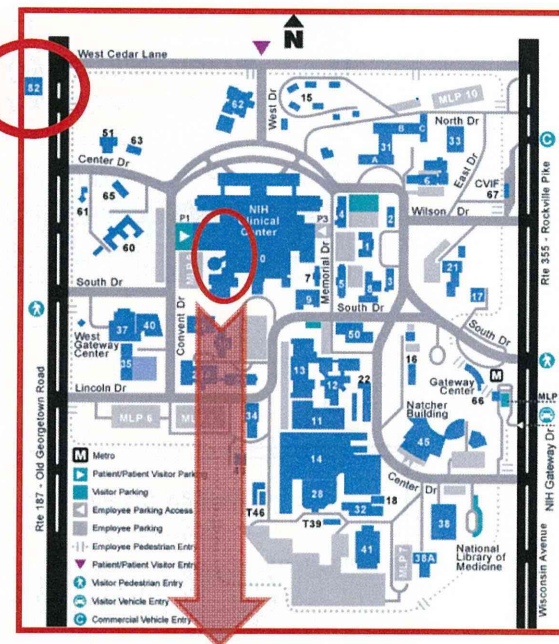 N
West Cedar Lane
82
62
West Dr
15
MLP 10
North Dr
51
63
31
A
B
C
33
East Dr
6
CVIF
67
Center Dr
Wilson Dr
61
65
60
P1
NIH
Clinical
Center
P3
Memorial Dr
4
2
1
5
8
3
7
9
21
17
South Dr
South Dr
South Dr
Convent Dr
West
Gateway
Center
37
40
35
Lincoln Dr
50
13
12
22
16
11
14
34
Gateway
Center
66
M
MLP
Natcher
Building
45
Center Dr
MLP 6
28
32
18
T46
T39
41
MLP 7
38
38A
National
Library of
Medicine
Rte 187 - Old Georgetown Road
Rte 355 - Rockville Pike
Wisconsin Avenue
NIH Gateway Dr
M Metro
Patient/Patient Visitor
Visitor Parking
Employee Parking Access
Employee Parking
Employee Pedestrian Entry
Patient/Patient Visitor Entry
Visitor Pedestrian Entry
Visitor Vehicle Entry
C Commercial Vehicle Entry
C